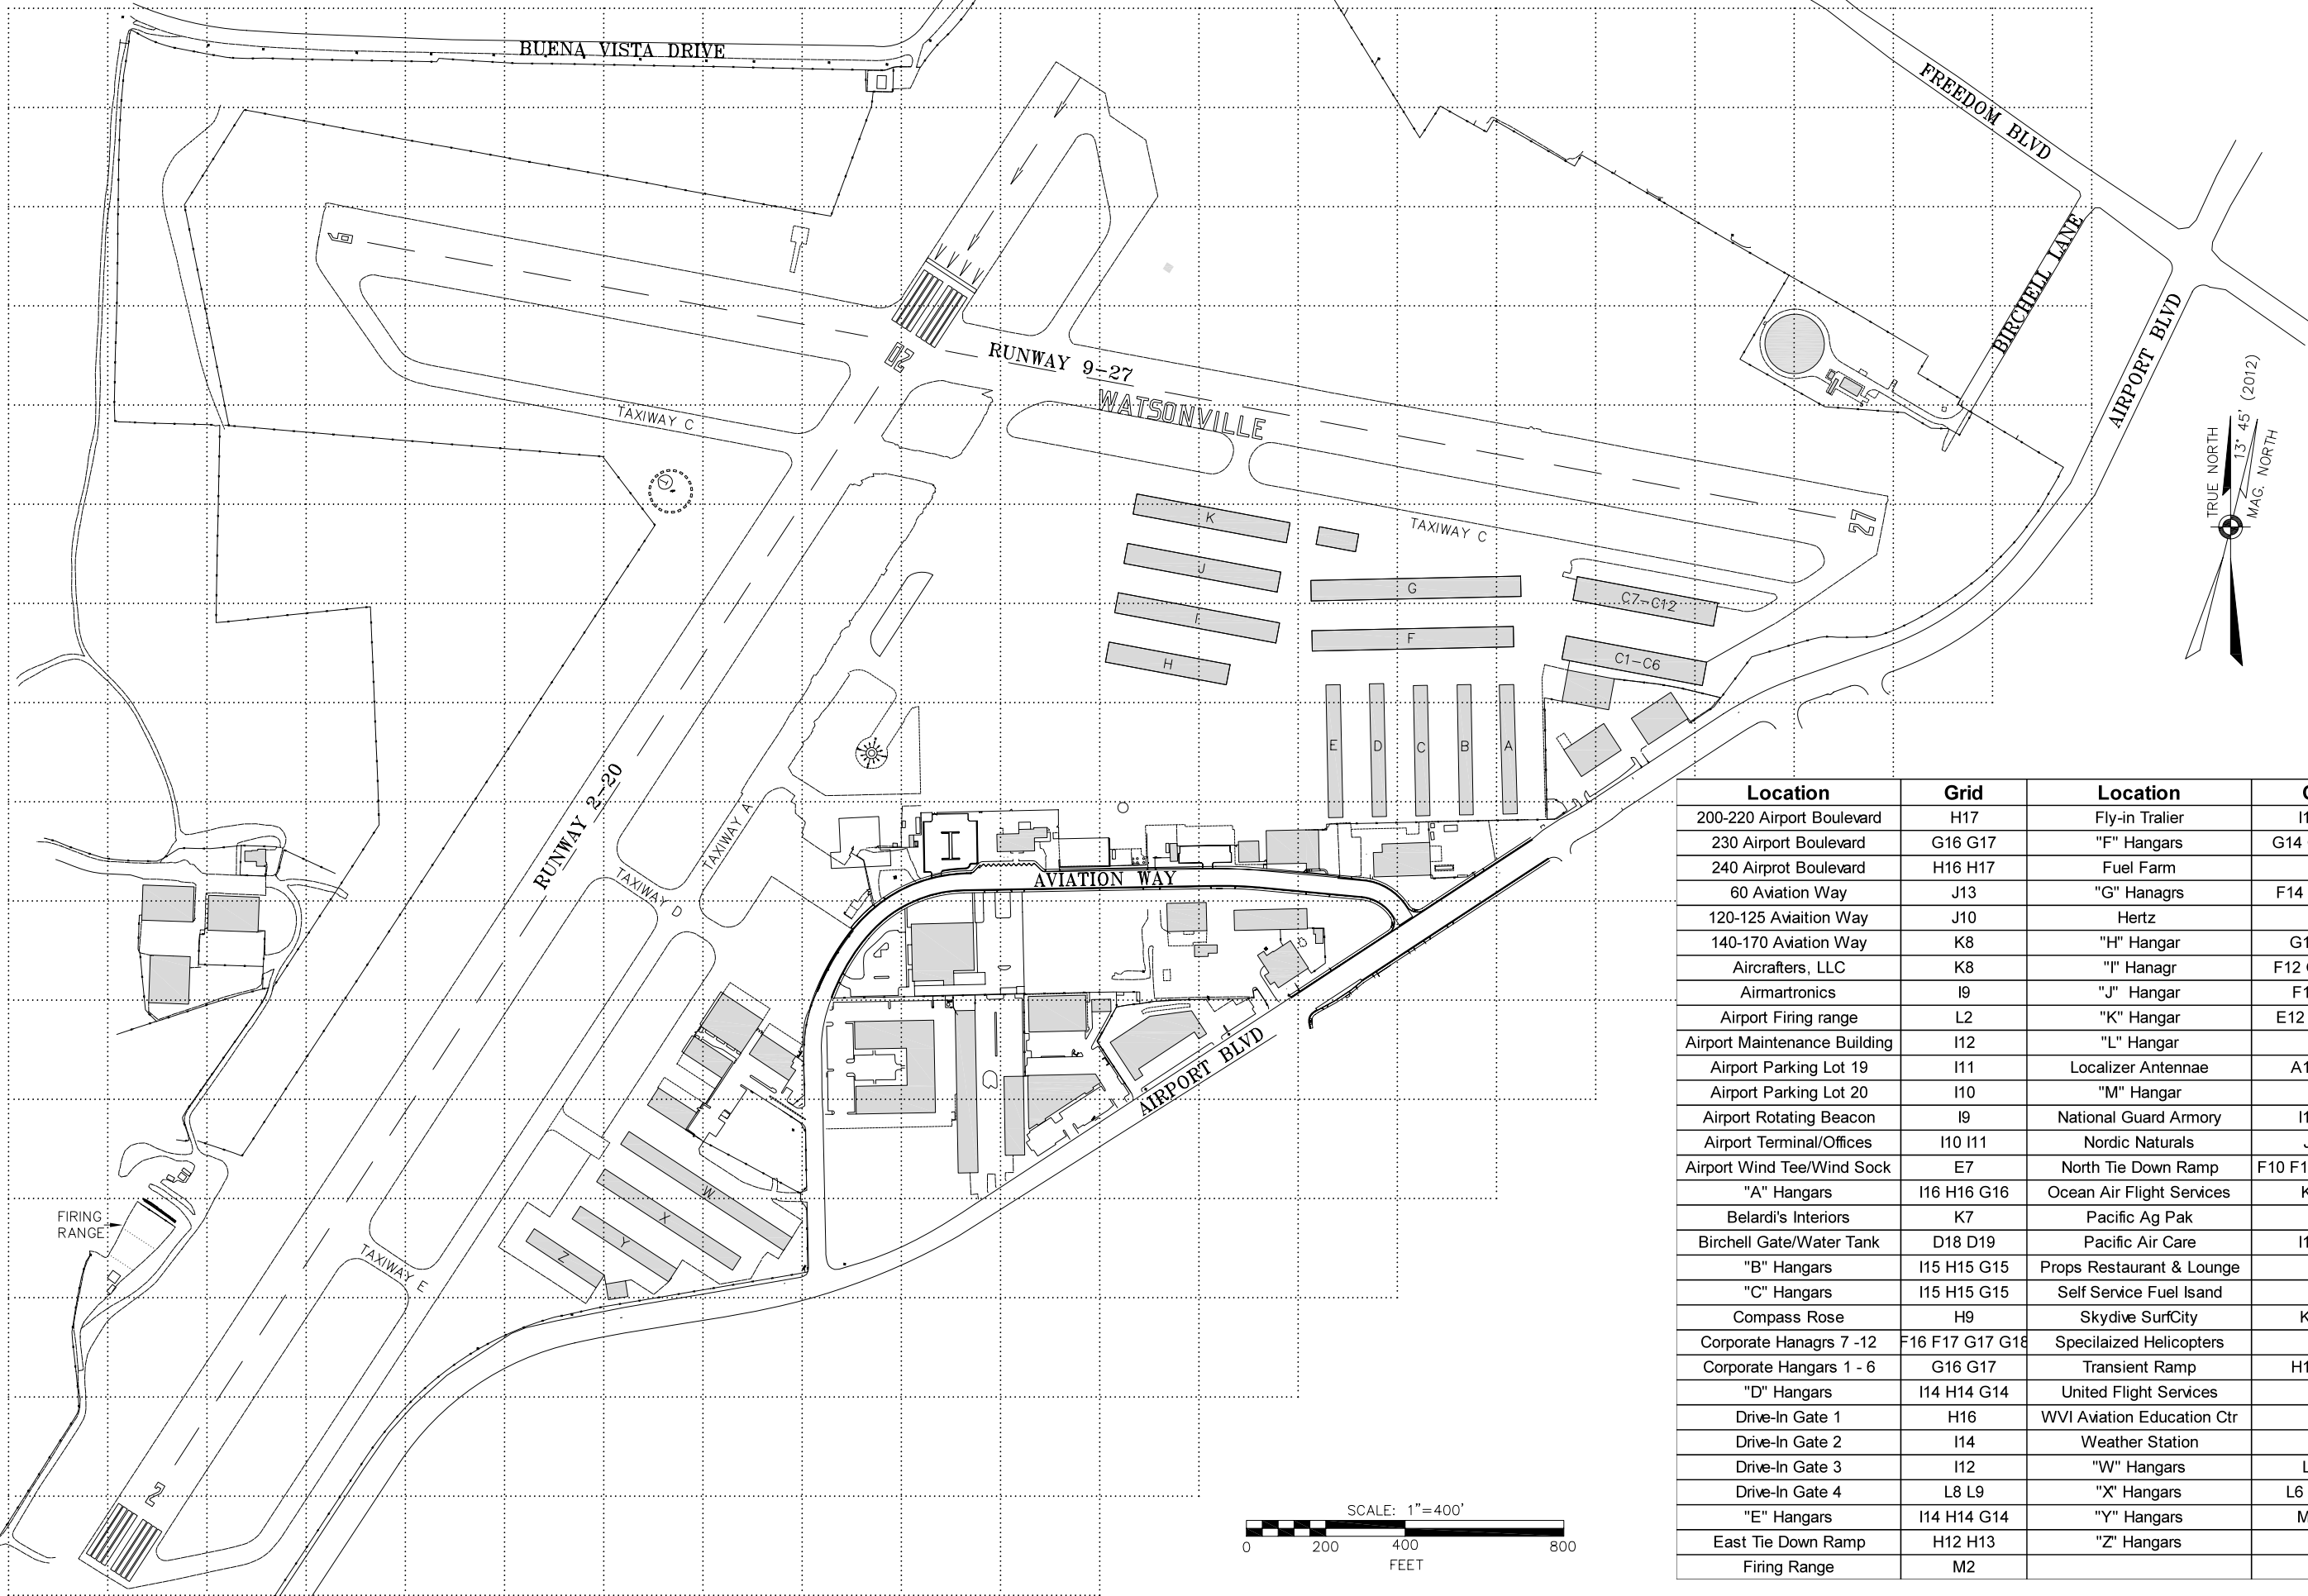 BUENA VISTA DRIVE
FREEDOM BLVD
BIRCHELL LANE
AIRPORT BLVD
TRUE NORTH
13° 45' (2012)
MAG. NORTH
9
20
RUNWAY 9-27
WATSONVILLE
TAXIWAY C
TAXIWAY C
27
K
J
I
H
G
F
C7-C12
C1-C6
E
D
C
B
A
RUNWAY 2-20
TAXIWAY A
TAXIWAY D
AVIATION WAY
AIRPORT BLVD
W
X
Y
Z
FIRING
RANGE
TAXIWAY E
2
SCALE: 1"=400'
0 200 400 800
FEET
Location Grid Location
200-220 Airport Boulevard H17 Fly-in Tralier
230 Airport Boulevard G16 G17 "F" Hangars G14
240 Airprot Boulevard H16 H17 Fuel Farm
60 Aviation Way J13 "G" Hanagrs F14
120-125 Aviaition Way J10 Hertz
140-170 Aviation Way K8 "H" Hangar
Aircrafters, LLC K8 "I" Hanagr F12
Airmartronics I9 "J" Hangar
Airport Firing range L2 "K" Hangar E12
Airport Maintenance Building I12 "L" Hangar
Airport Parking Lot 19 I11 Localizer Antennae
Airport Parking Lot 20 I10 "M" Hangar
Airport Rotating Beacon I9 National Guard Armory
Airport Terminal/Offices I10 I11 Nordic Naturals
Airport Wind Tee/Wind Sock E7 North Tie Down Ramp F10
"A" Hangars I16 H16 G16 Ocean Air Flight Services
Belardi's Interiors K7 Pacific Ag Pak
Birchell Gate/Water Tank D18 D19 Pacific Air Care
"B" Hangars I15 H15 G15 Props Restaurant & Lounge
"C" Hangars I15 H15 G15 Self Service Fuel Isand
Compass Rose H9 Skydive SurfCity
Corporate Hanagrs 7 -12 F16 F17 G17 G18 Specilaized Helicopters
Corporate Hangars 1 - 6 G16 G17 Transient Ramp
"D" Hangars I14 H14 G14 United Flight Services
Drive-In Gate 1 H16 WVI Aviation Education Ctr
Drive-In Gate 2 I14 Weather Station
Drive-In Gate 3 I12 "W" Hangars
Drive-In Gate 4 L8 L9 "X" Hangars L6
"E" Hangars I14 H14 G14 "Y" Hangars
East Tie Down Ramp H12 H13 "Z" Hangars
Firing Range M2